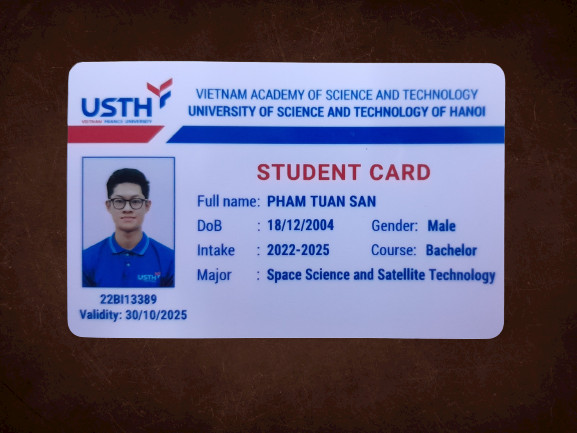 USTH
VIETNAM FRANCE UNIVERSITY
VIETNAM ACADEMY OF SCIENCE AND TECHNOLOGY
UNIVERSITY OF SCIENCE AND TECHNOLOGY OF HANOI
STUDENT CARD
Full name: PHAM TUAN SAN
DoB : 18/12/2004 Gender: Male
Intake : 2022-2025 Course: Bachelor
Major : Space Science and Satellite Technology
USTH
22BI13389
Validity: 30/10/2025